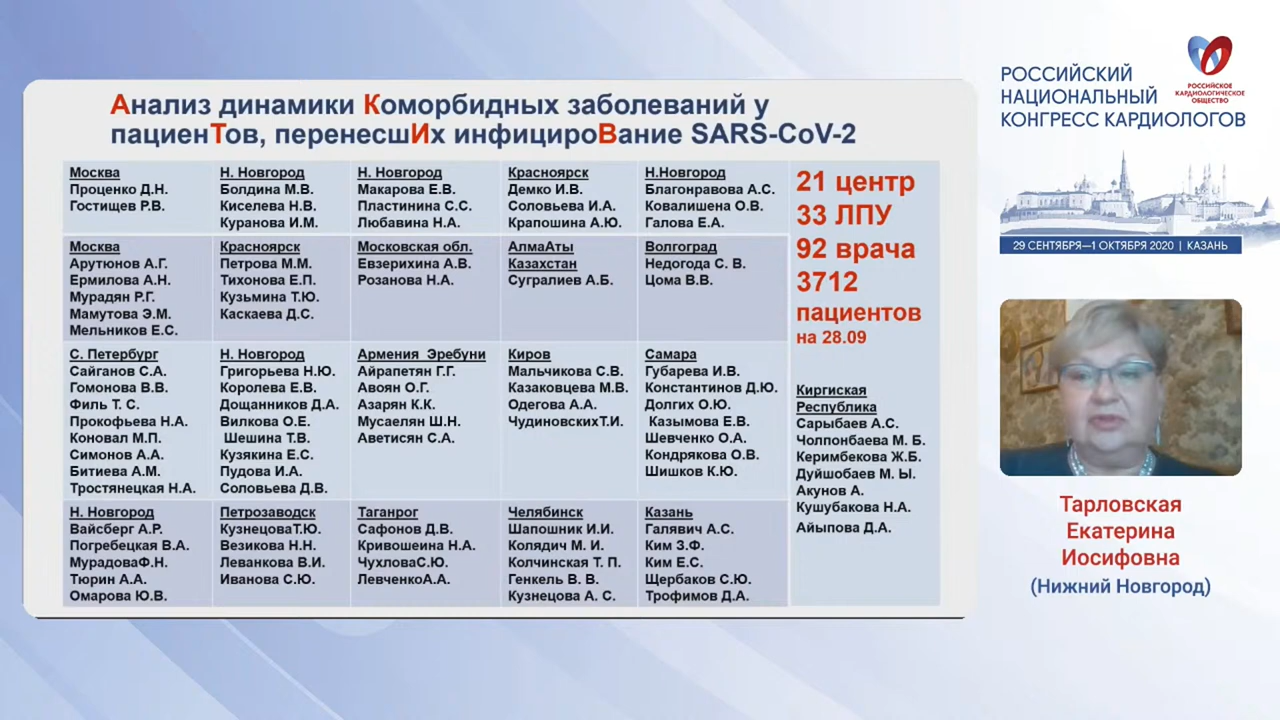 Анализ динамики Коморбидных заболеваний у
пациенТов, перенесшИх инфицироВание SARS-CoV-2
Москва
Проценко Д.Н.
Гостищев Р.В.
Н. Новгород
Болдина М.В.
Киселева Н.В.
Куранова И.М.
Н. Новгород
Макарова Е.В.
Пластинина С.С.
Любавина Н.А.
Красноярск
Демко И.В.
Соловьева И.А.
Крапошина А.Ю.
Н.Новгород
Благонравова А.С.
Ковалишена О.В.
Галова Е.А.
Москва
Арутюнов А.Г.
Ермилова А.Н.
Мурадян Р.Г.
Мамутова Э.М.
Мельников Е.С.
Красноярск
Петрова М.М.
Тихонова Е.П.
Кузьмина Т.Ю.
Каскаева Д.С.
Московская обл.
Евзерихина А.В.
Розанова Н.А.
АлмаАты
Казахстан
Сугралиев А.Б.
Волгоград
Недогода С. В.
Цома В.В.
С. Петербург
Сайганов С.А.
Гомонова В.В.
Филь Т. С.
Прокофьева Н.А.
Коновал М.П.
Симонов А.А.
Битиева А.М.
Тростянецкая Н.А.
Н. Новгород
Григорьева Н.Ю.
Королева Е.В.
Дощанников Д.А.
Вилкова О.Е.
Шешина Т.В.
Кузякина Е.С.
Пудова И.А.
Соловьева Д.В.
Армения Эребуни
Айрапетян Г.Г.
Авоян О.Г.
Азарян К.К.
Мусаелян Ш.Н.
Аветисян С.А.
Киров
Мальчикова С.В.
Казаковцева М.В.
Одегова А.А.
ЧудиновскихТ.И.
Самара
Губарева И.В.
Константинов Д.Ю.
Долгих О.Ю.
Казымова Е.В.
Шевченко О.А.
Кондрякова О.В.
Шишков К.Ю.
Н. Новгород
Вайсберг А.Р.
Погребецкая В.А.
МурадоваФ.Н.
Тюрин А.А.
Омарова Ю.В.
Петрозаводск
КузнецоваТ.Ю.
Везикова Н.Н.
Леванкова В.И.
Иванова С.Ю.
Таганрог
Сафонов Д.В.
Кривошеина Н.А.
ЧухловаС.Ю.
ЛевченкоА.А.
Челябинск
Шапошник И.И.
Колядич М. И.
Колчинская Т. П.
Генкель В. В.
Кузнецова А. С.
Казань
Галявич А.С.
Ким З.Ф.
Ким Е.С.
Щербаков С.Ю.
Трофимов Д.А.
21 центр
33 ЛПУ
92 врача
3712
пациентов
на 28.09
Киргиская
Республика
Сарыбаев А.С.
Чолпонбаева М. Б.
Керимбекова Ж.Б.
Дуйшобаев М. Ы.
Акунов А.
Кушубакова Н.А.
Айыпова Д.А.
РОССИЙСКИЙ
НАЦИОНАЛЬНЫЙ
КОНГРЕСС КАРДИОЛОГОВ
РОССИЙСКОЕ
КАРДИОЛОГИЧЕСКОЕ
ОБЩЕСТВО
29 СЕНТЯБРЯ—1 ОКТЯБРЯ 2020 | КАЗАНЬ
Тарловская
Екатерина
Иосифовна
(Нижний Новгород)